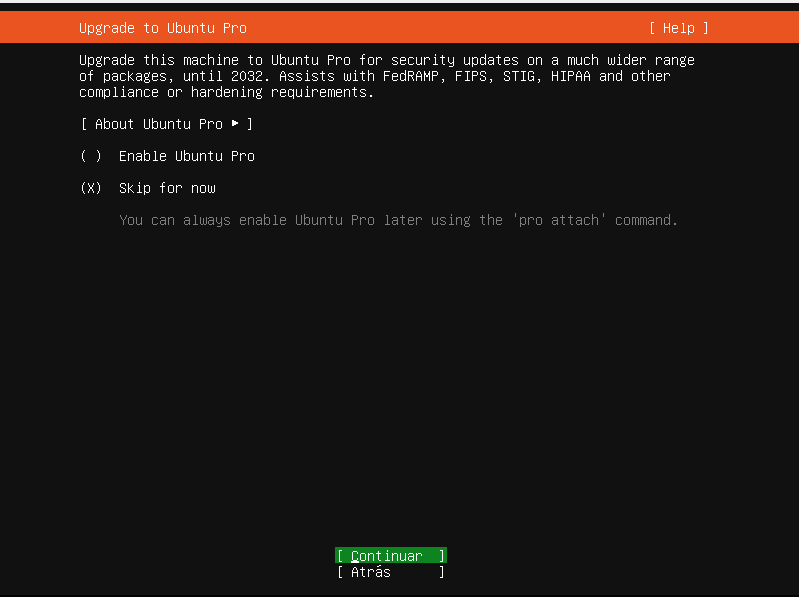 Upgrade to Ubuntu Pro [ Help ]
Upgrade this machine to Ubuntu Pro for security updates on a much wider range
of packages, until 2032. Assists with FedRAMP, FIPS, STIG, HIPAA and other
compliance or hardening requirements.
[ About Ubuntu Pro ▸ ]
( ) Enable Ubuntu Pro
(X) Skip for now
You can always enable Ubuntu Pro later using the 'pro attach' command.
[ Continuar ]
[ Atrás ]